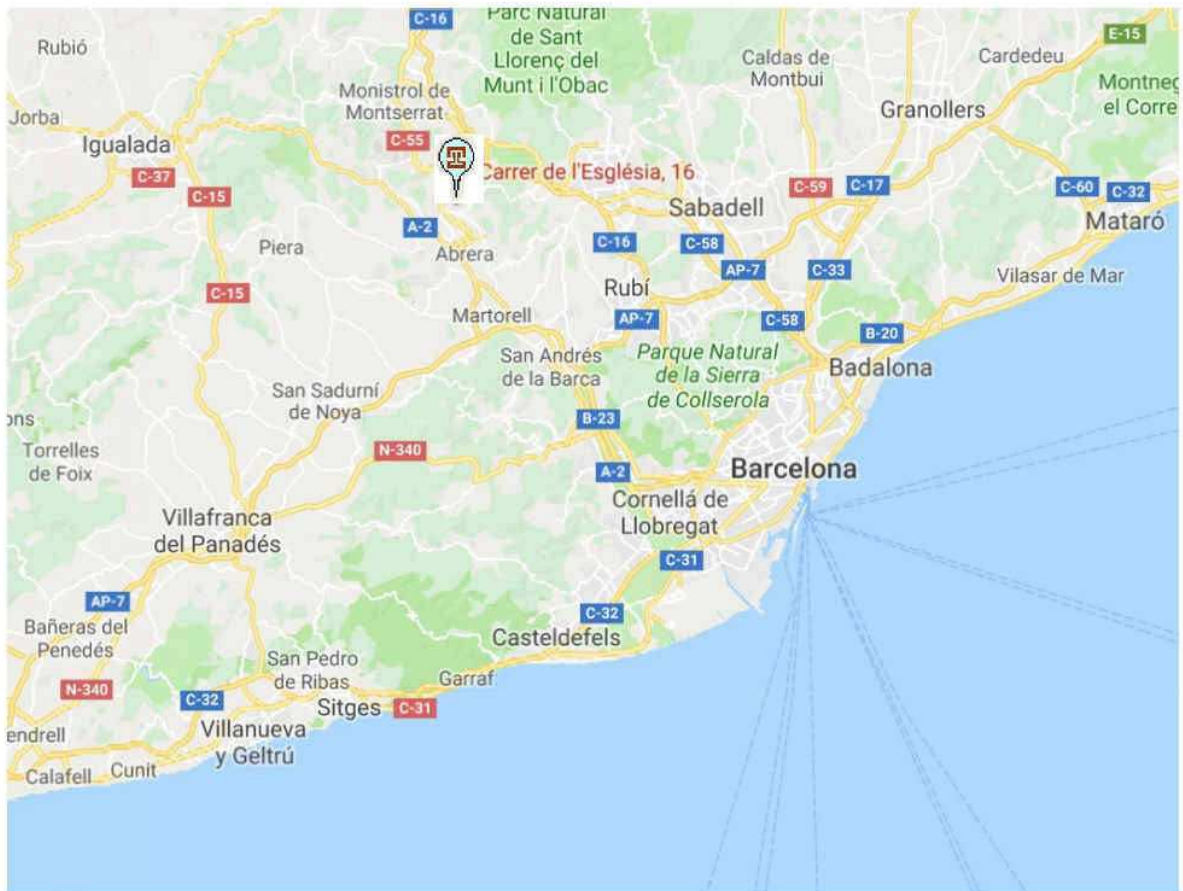 C-16
Parc Natural
de Sant
Llorenç del
Munt i l'Obac
E-15
Rubió
Caldas de
Montbui
Cardedeu
Monistrol de
Montserrat
Montneg
el Corre
Jorba
Granollers
Igualada
C-55
C-37
Carrer de l'Església, 16
C-59
C-17
C-60
C-32
C-15
Sabadell
Mataró
A-2
Piera
Abrera
C-16
C-58
AP-7
C-33
Vilasar de Mar
C-15
Rubí
Martorell
AP-7
C-58
B-20
San Andrés
de la Barca
Parque Natural
de la Sierra
de Collserola
Badalona
San Sadurní
de Noya
ons
B-23
Torrelles
de Foix
N-340
A-2
Barcelona
Cornellá de
Llobregat
Villafranca
del Panadés
C-31
AP-7
C-32
Bañeras del
Penedés
Casteldefels
San Pedro
de Ribas
Garraf
N-340
C-32
Sitges
C-31
endrell
Villanueva
y Geltrú
Calafell
Cunit